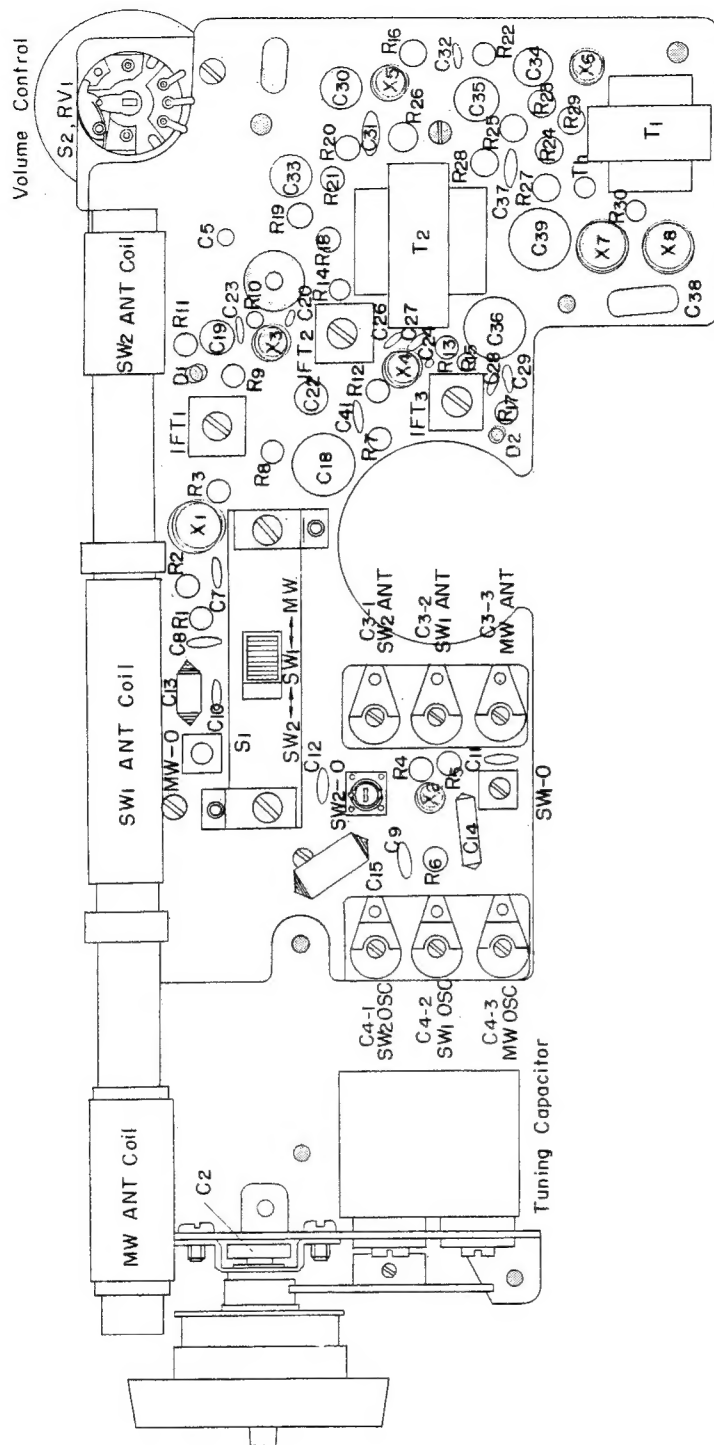 Volume Control
S2, RV1
R16
C32
R22
C34
X6
C30
X5
C35
R23
R29
T1
R26
R25
R24
C31
R20
R28
C37
R27
Th
R30
C33
R21
R19
R18
C39
X7
X8
C5
T2
C38
SW2 ANT Coil
R14
R11
C23
R10
C20
C19
X3
IFT2
C26
C27
C24
C36
D1
R9
R13
R15
C28
C29
X4
R12
C22
IFT1
C41
IFT3
R17
D2
R7
R8
C18
R3
X1
R2
C7
R1
C8
C13
C10
MW-O
S1
SW2
SW1
MW
C3-1
SW2 ANT
C3-2
SW1 ANT
C3-3
MW ANT
SW1 ANT Coil
C12
SW2-O
R4
R5
X2
C11
SW1-O
C9
R6
C14
C15
C4-1
SW2 OSC
C4-2
SW1 OSC
C4-3
MW OSC
Tuning Capacitor
MW ANT Coil
C2